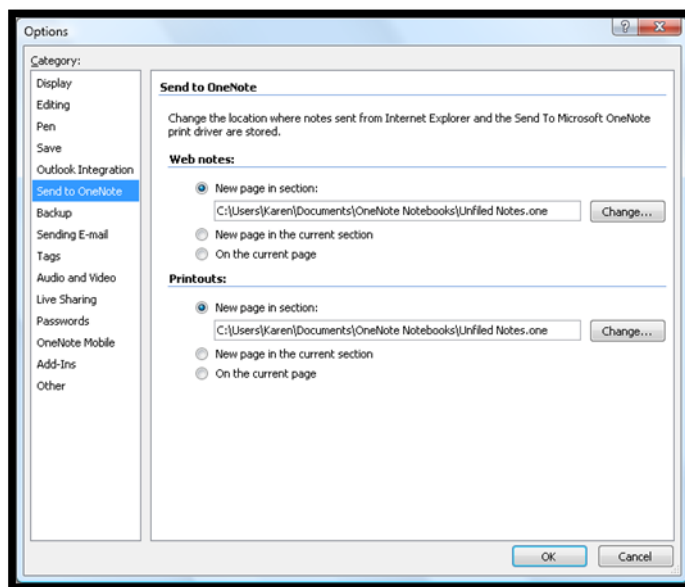 Options
Category:
Display
Editing
Pen
Save
Outlook Integration
Send to OneNote
Backup
Sending E-mail
Tags
Audio and Video
Live Sharing
Passwords
OneNote Mobile
Add-Ins
Other
Send to OneNote
Change the location where notes sent from Internet Explorer and the Send To Microsoft OneNote
print driver are stored.
Web notes:
New page in section:
C:\Users\Karen\Documents\OneNote Notebooks\Unfiled Notes.one Change...
New page in the current section
On the current page
Printouts:
New page in section:
C:\Users\Karen\Documents\OneNote Notebooks\Unfiled Notes.one Change...
New page in the current section
On the current page
OK Cancel